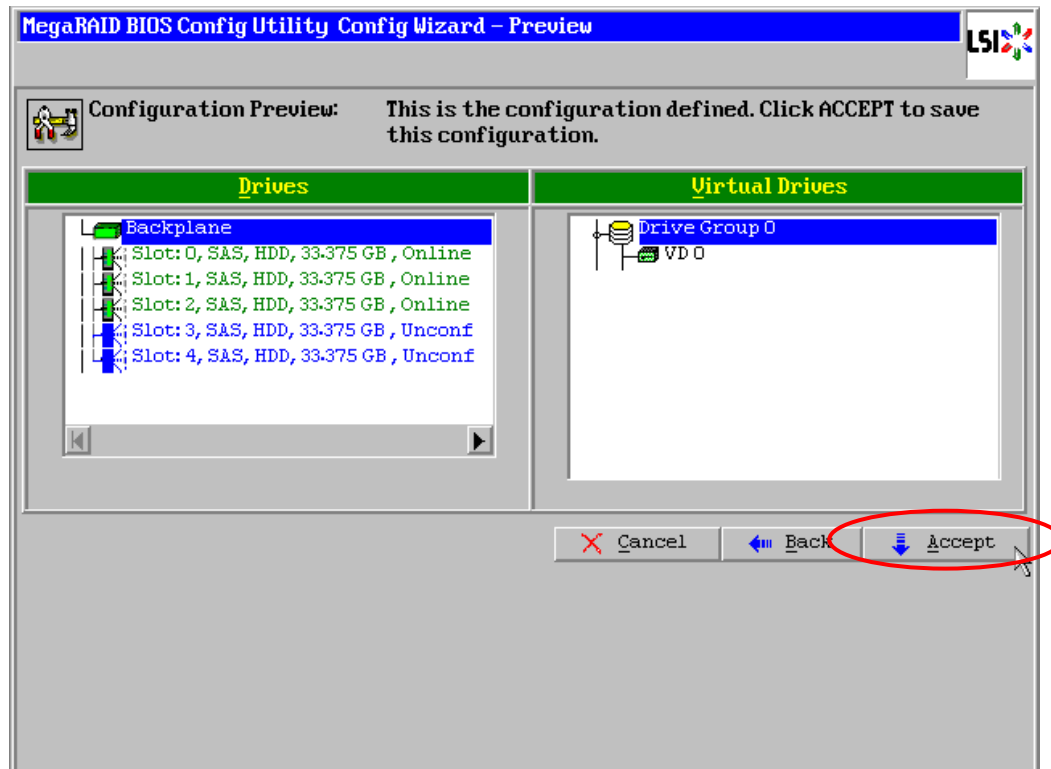 MegaRAID BIOS Config Utility Config Wizard – Preview
LSI
Configuration Preview:
This is the configuration defined. Click ACCEPT to save
this configuration.
Drives
Backplane
Slot: 0, SAS, HDD, 33.375 GB , Online
Slot: 1, SAS, HDD, 33.375 GB , Online
Slot: 2, SAS, HDD, 33.375 GB , Online
Slot: 3, SAS, HDD, 33.375 GB , Unconf
Slot: 4, SAS, HDD, 33.375 GB , Unconf
Virtual Drives
Drive Group 0
VD 0
Cancel
Back
Accept